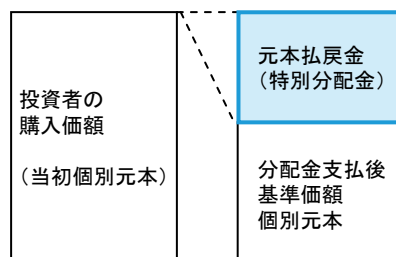 投資者の
購入価額
(当初個別元本)
元本払戻金
(特別分配金)
分配金支払後
基準価額
個別元本